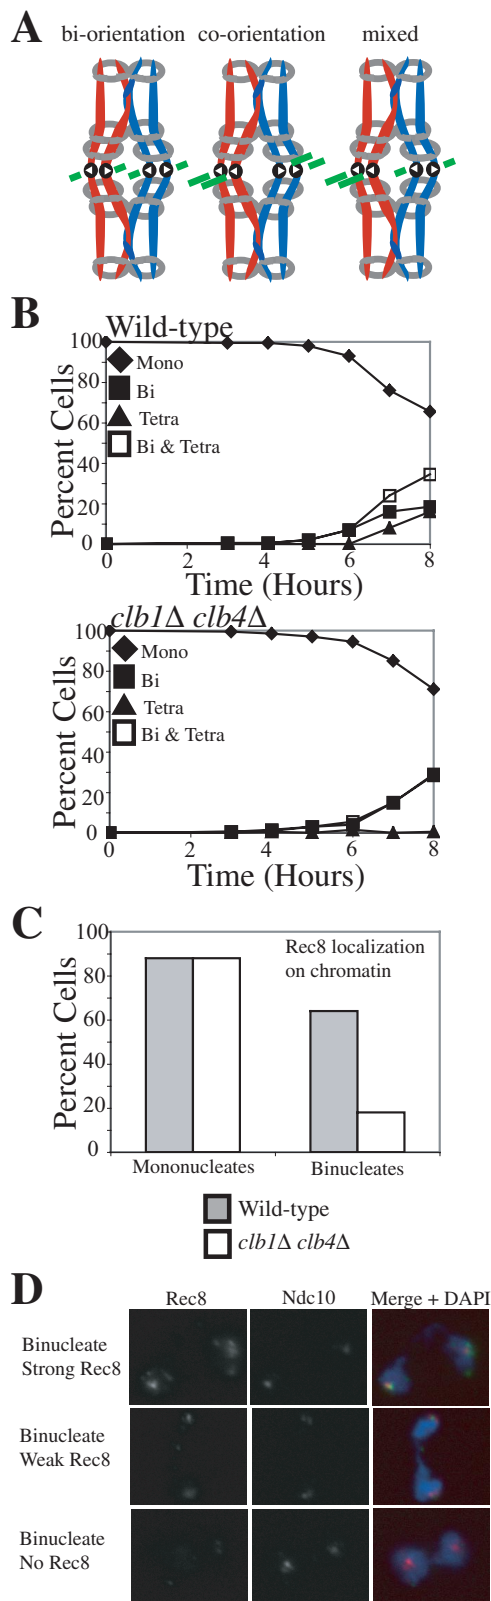 A
bi-orientation co-orientation mixed
B
Wild-type
Percent Cells
100
80
60
40
20
0
Mono
Bi
Tetra
Bi & Tetra
0 2 4 6 8
Time (Hours)
clb1Δ clb4Δ
Percent Cells
100
80
60
40
20
0
Mono
Bi
Tetra
Bi & Tetra
0 2 4 6 8
Time (Hours)
C
Percent Cells
100
80
60
40
20
0
Rec8 localization
on chromatin
Mononucleates Binucleates
Wild-type
clb1Δ clb4Δ
D
Rec8 Ndc10 Merge + DAPI
Binucleate
Strong Rec8
Binucleate
Weak Rec8
Binucleate
No Rec8